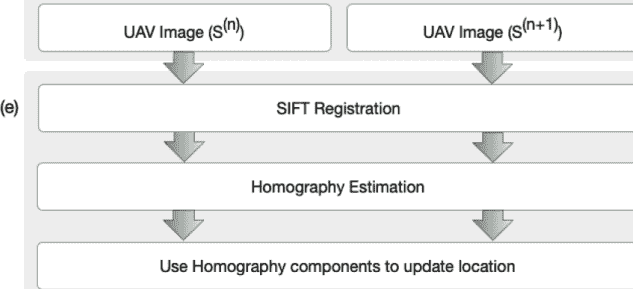 UAV Image (S(n))
UAV Image (S(n+1))
(e)
SIFT Registration
Homography Estimation
Use Homography components to update location